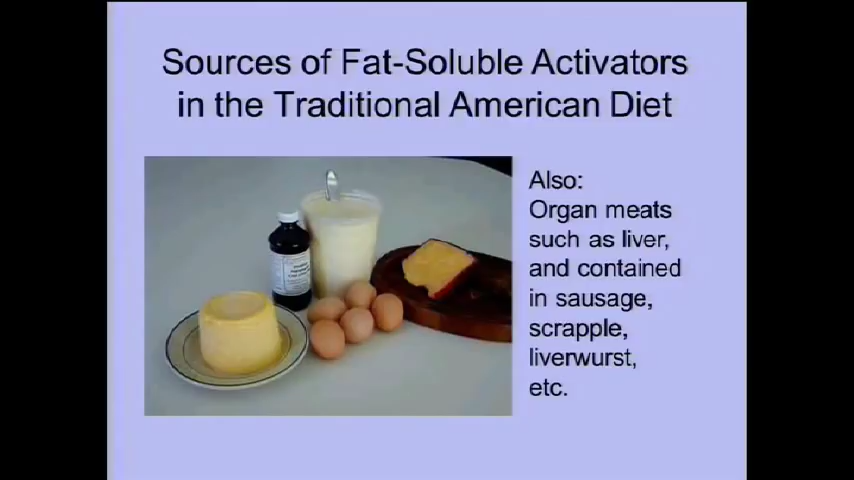 Sources of Fat-Soluble Activators
in the Traditional American Diet
Also:
Organ meats
such as liver,
and contained
in sausage,
scrapple,
liverwurst,
etc.